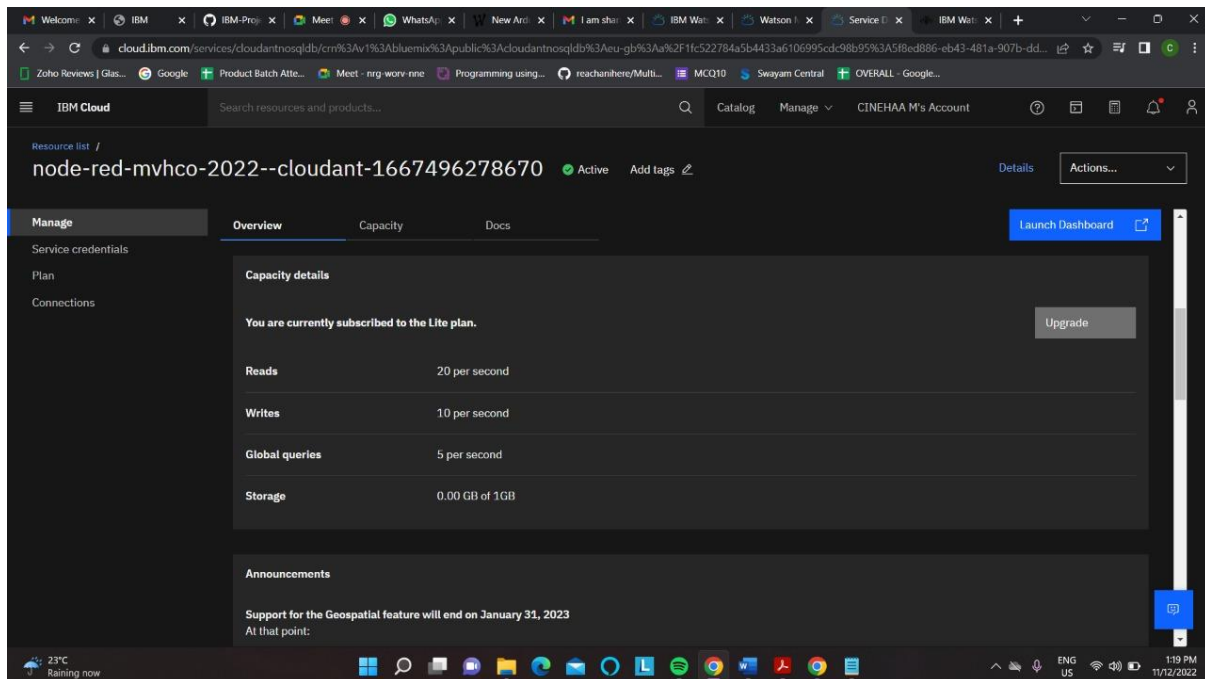 Welcome
IBM
IBM-Proj
Meet
WhatsAp
New Ard
I am shar
IBM Wat
Watson
Service D
IBM Wats
cloud.ibm.com/services/cloudantnosqldb/crn%3Av1%3Abluemix%3Apublic%3Acloudantnosqldb%3Aeu-gb%3Aa%2F1fc522784a5b4433a6106995cdc98b95%3A5f8ed886-eb43-481a-907b-dd...
Zoho Reviews | Glas...
Google
Product Batch Atte...
Meet - nrg-worv-nne
Programming using...
reachanihere/Multi...
MCQ10
Swayam Central
OVERALL - Google...
IBM Cloud
Search resources and products...
Catalog
Manage
CINEHAA M's Account
Resource list /
node-red-mvhco-2022--cloudant-1667496278670
Active
Add tags
Details
Actions...
Manage
Service credentials
Plan
Connections
Overview
Capacity
Docs
Launch Dashboard
Capacity details
You are currently subscribed to the Lite plan.
Upgrade
Reads 20 per second
Writes 10 per second
Global queries 5 per second
Storage 0.00 GB of 1GB
Announcements
Support for the Geospatial feature will end on January 31, 2023
At that point:
23°C
Raining now
ENG
US
1:19 PM
11/12/2022